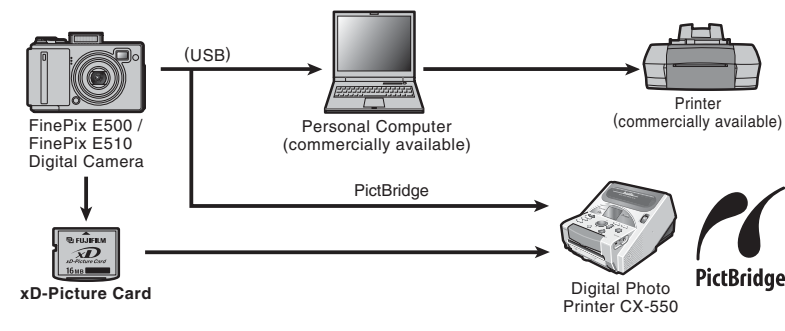 (USB)
FinePix E500 /
FinePix E510
Digital Camera
Personal Computer
(commercially available)
Printer
(commercially available)
PictBridge
FUJIFILM
xD
xD-Picture Card
16MB
xD-Picture Card
Digital Photo
Printer CX-550
PictBridge